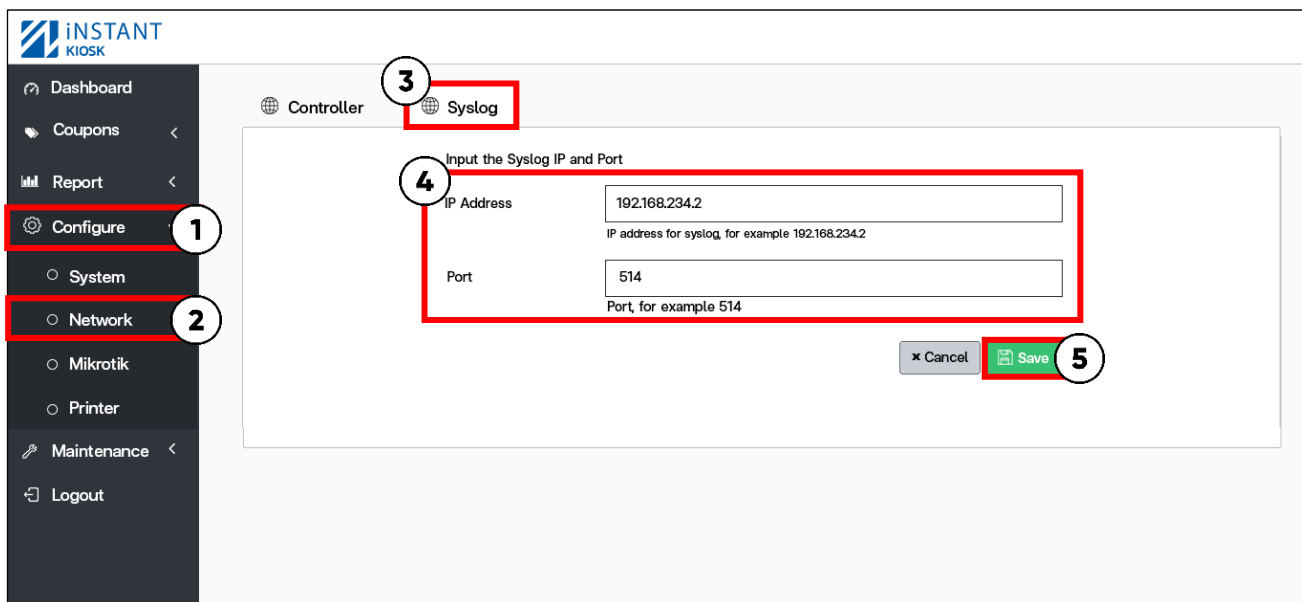 iNSTANT
KIOSK
Dashboard
Coupons
Report
1
Configure
System
2
Network
Mikrotik
Printer
Maintenance
Logout
Controller
3
Syslog
Input the Syslog IP and Port
4
IP Address
192.168.234.2
IP address for syslog, for example 192.168.234.2
Port
514
Port, for example 514
× Cancel
Save
5